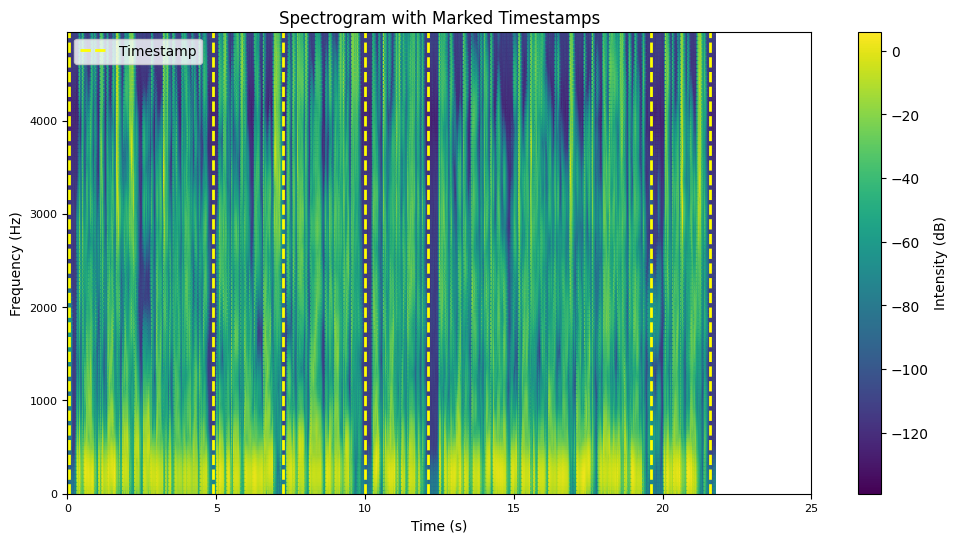 Spectrogram with Marked Timestamps
Timestamp
Frequency (Hz)
4000
3000
2000
1000
0
0 5 10 15 20 25
Time (s)
0
−20
−40
−60
−80
−100
−120
Intensity (dB)